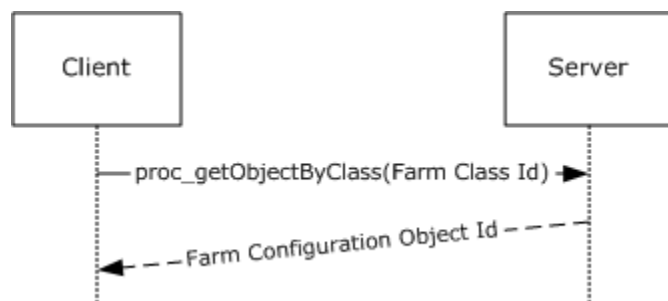 Client
Server
proc_getObjectByClass(Farm Class Id)
Farm Configuration Object Id